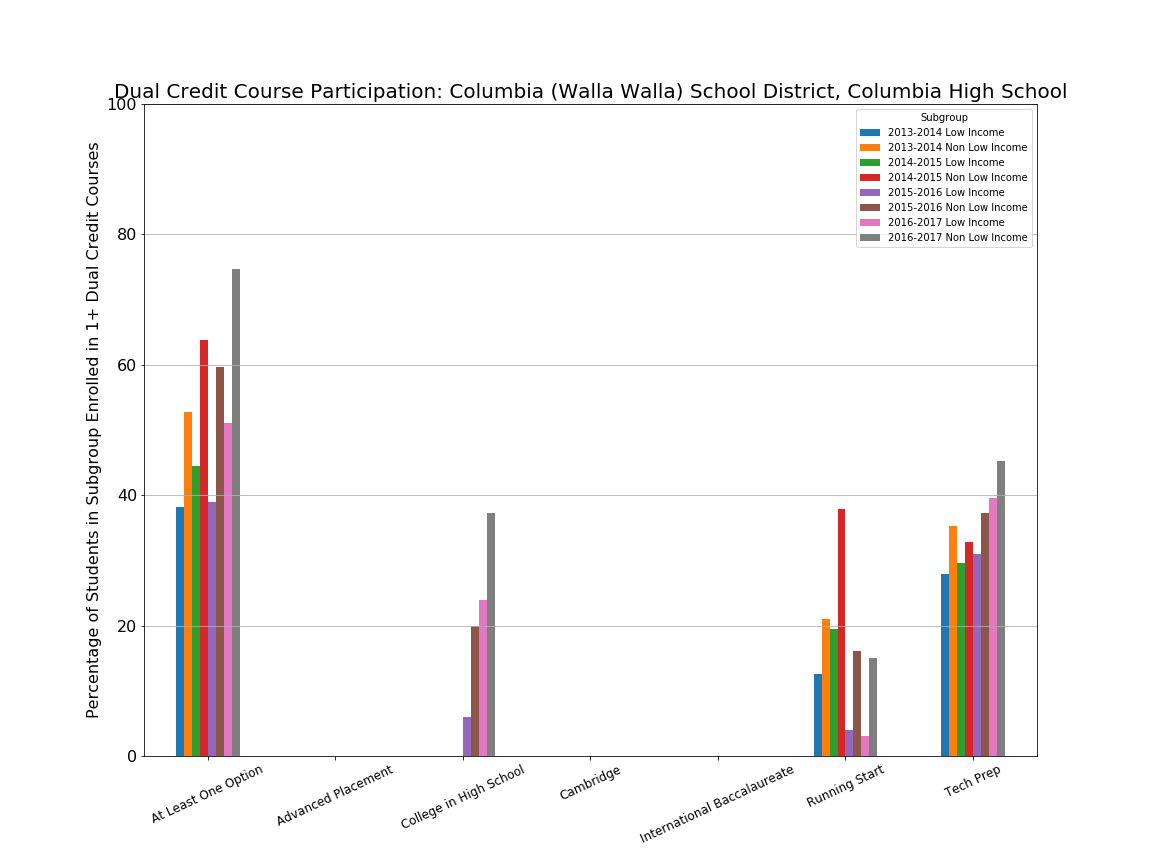 Dual Credit Course Participation: Columbia (Walla Walla) School District, Columbia High School
Percentage of Students in Subgroup Enrolled in 1+ Dual Credit Courses
100
80
60
40
20
0
Subgroup
2013-2014 Low Income
2013-2014 Non Low Income
2014-2015 Low Income
2014-2015 Non Low Income
2015-2016 Low Income
2015-2016 Non Low Income
2016-2017 Low Income
2016-2017 Non Low Income
At Least One Option
Advanced Placement
College in High School
Cambridge
International Baccalaureate
Running Start
Tech Prep